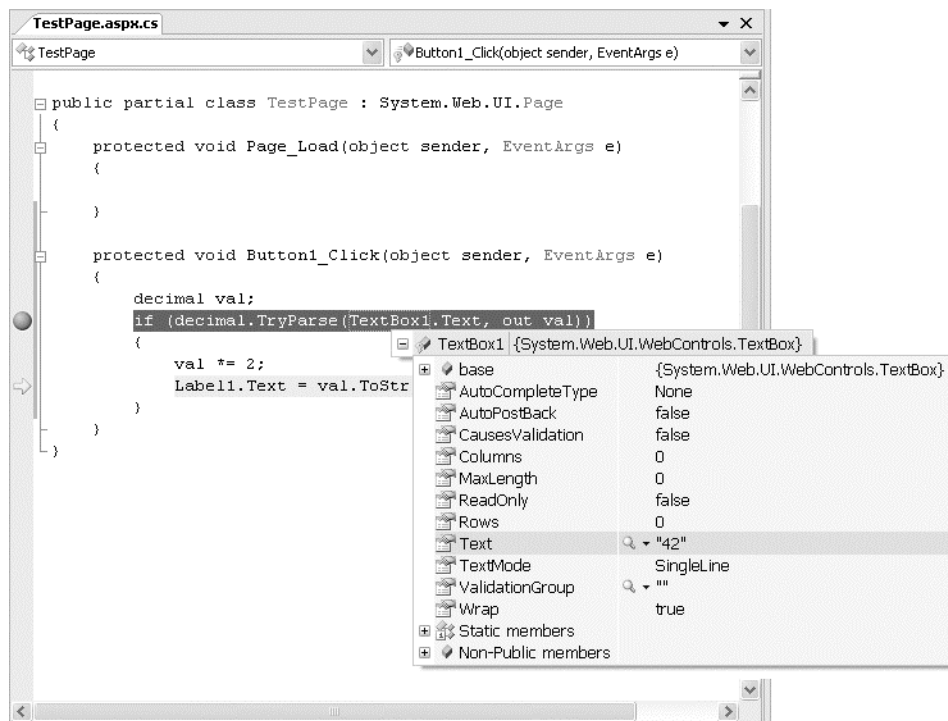 TestPage.aspx.cs
TestPage
Button1_Click(object sender, EventArgs e)
public partial class TestPage : System.Web.UI.Page
{
protected void Page_Load(object sender, EventArgs e)
{
}
protected void Button1_Click(object sender, EventArgs e)
{
decimal val;
if (decimal.TryParse(TextBox1.Text, out val))
{
val *= 2;
Label1.Text = val.ToStr
}
}
}
TextBox1 {System.Web.UI.WebControls.TextBox}
base {System.Web.UI.WebControls.TextBox}
AutoCompleteType None
AutoPostBack false
CausesValidation false
Columns 0
MaxLength 0
ReadOnly false
Rows 0
Text "42"
TextMode SingleLine
ValidationGroup ""
Wrap true
Static members
Non-Public members